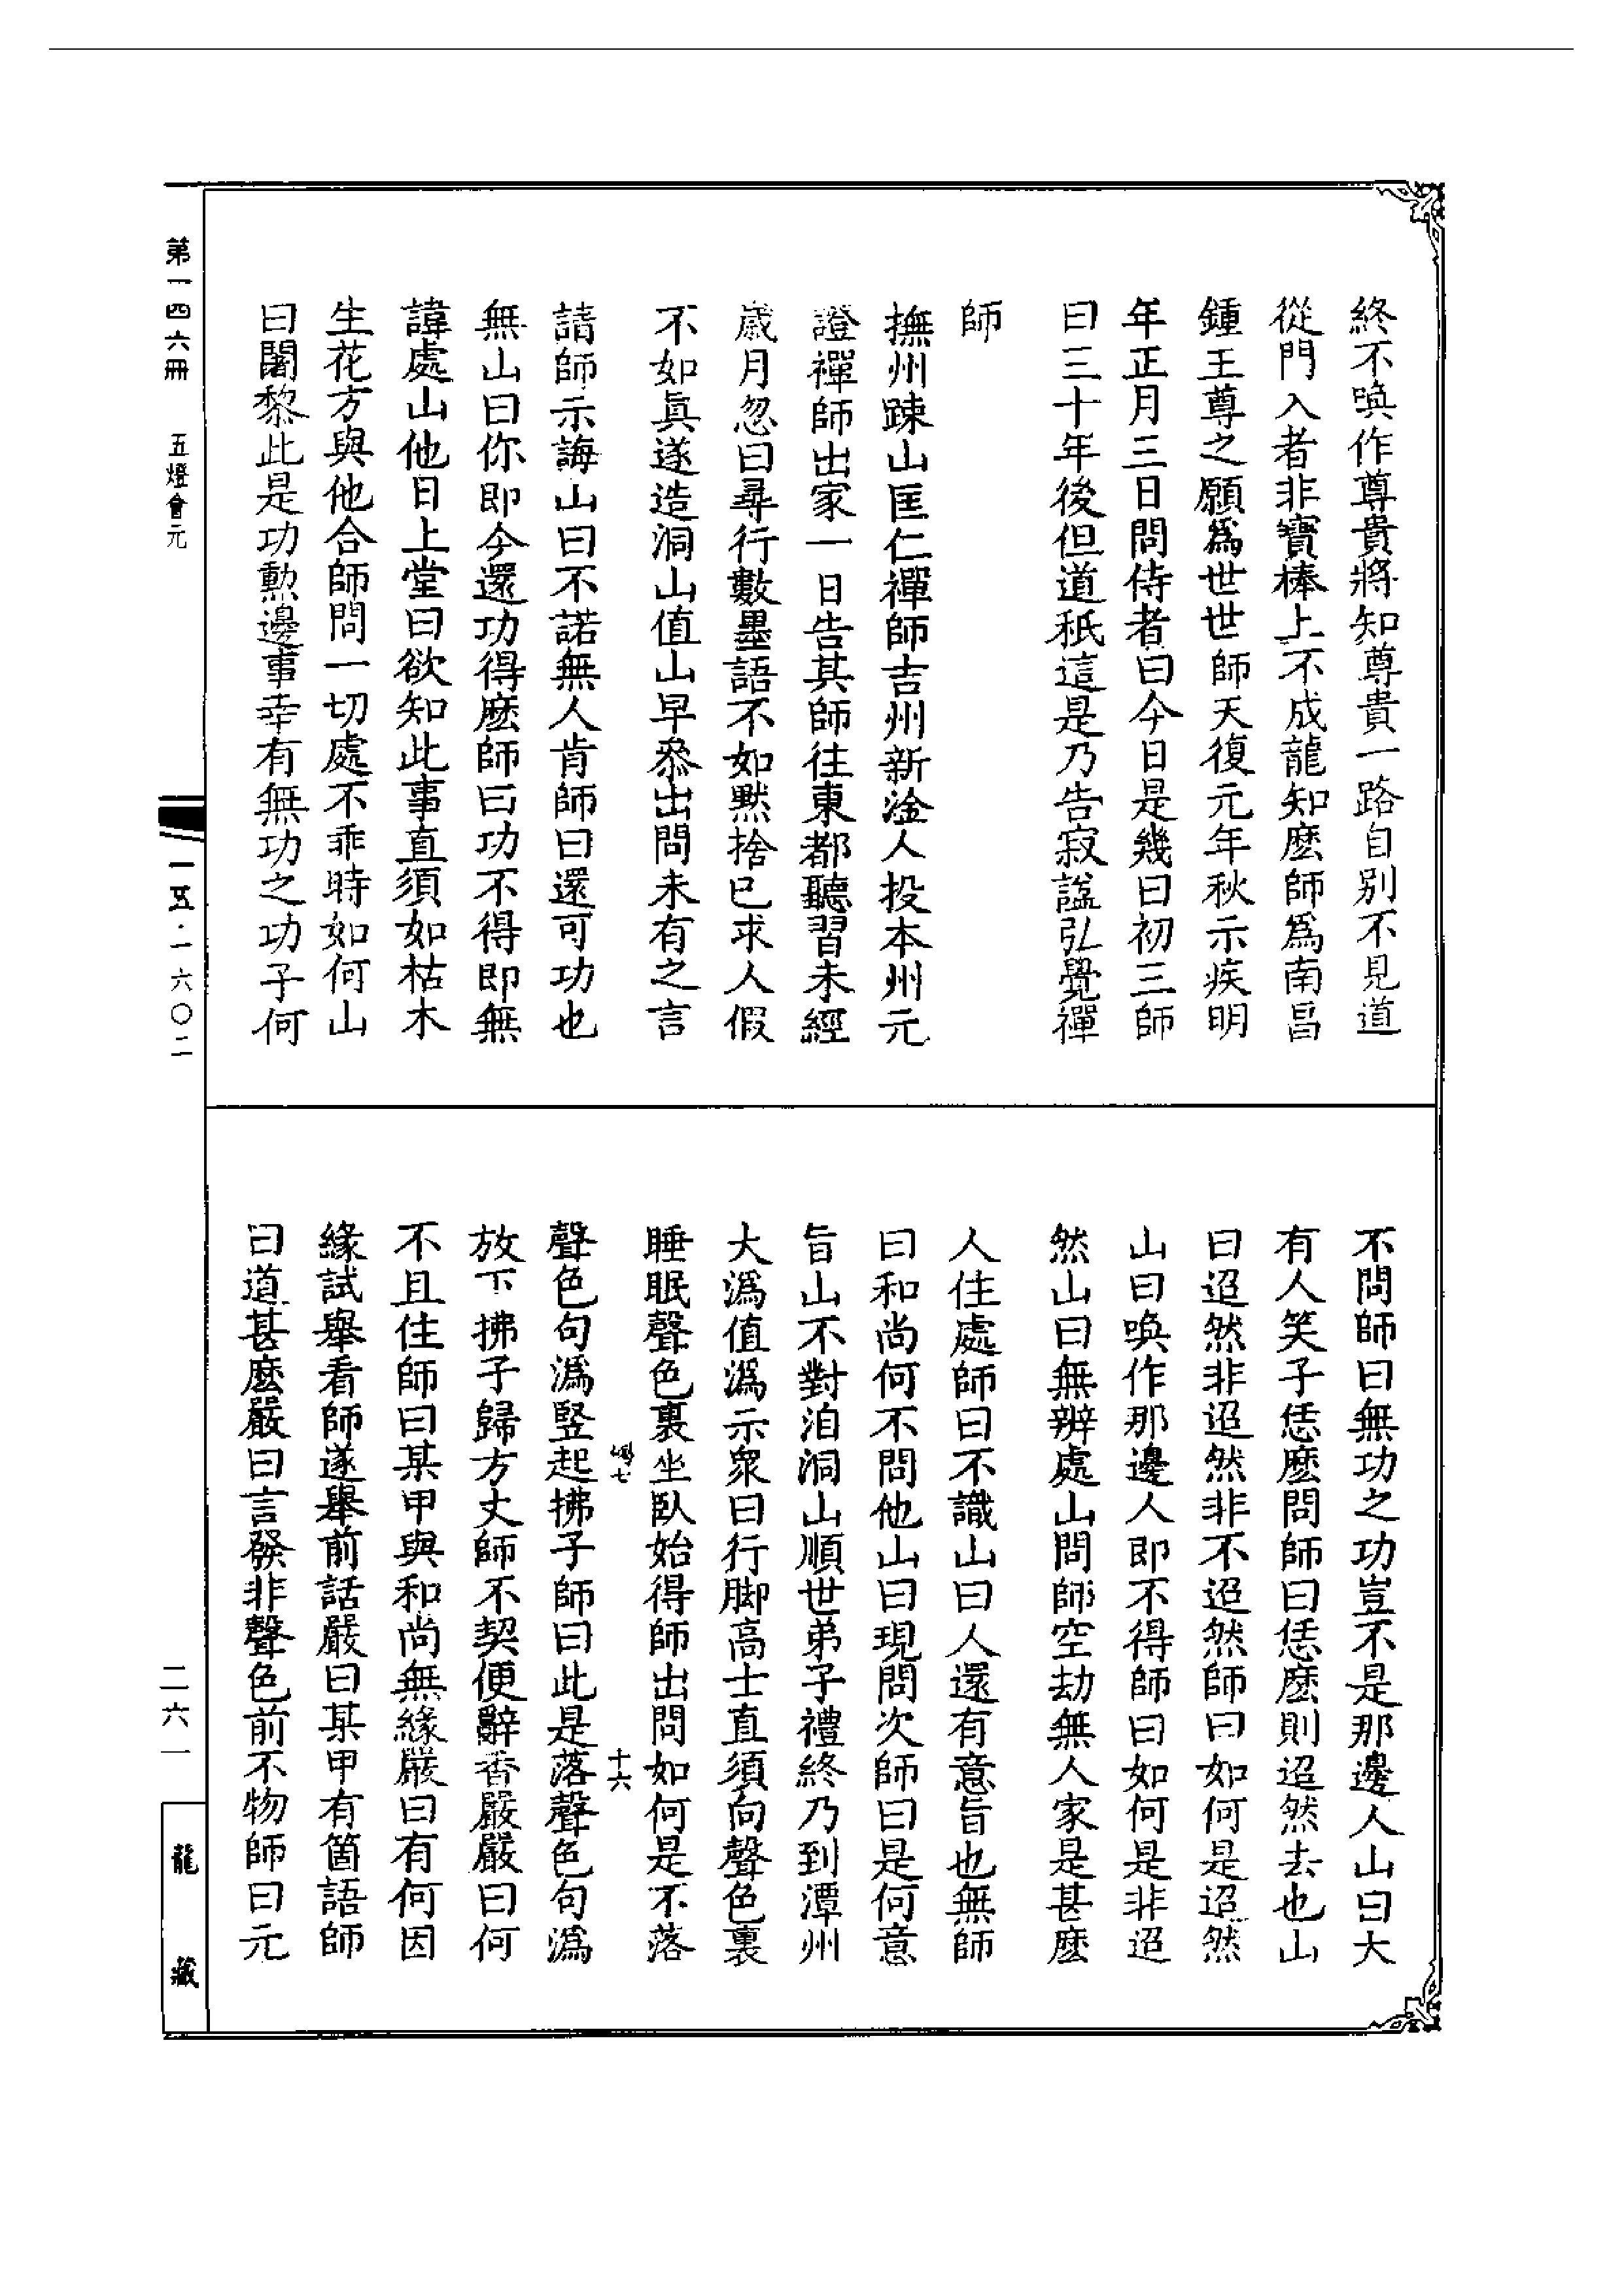 終不喚作尊貴將知尊貴一路自別不見道
從門入者非寶棒上不成龍知麽師爲南昌
鍾王尊之願爲世世師天復元年秋示疾明
年正月三日問侍者曰今日是幾曰初三師
曰三十年後但道秖這是乃告寂諡弘覺禪
師
撫州踈山匡仁禪師吉州新淦人投本州元
證禪師出家一日告其師往東都聽習未經
歲月忽曰尋行數墨語不如默捨已求人假
不如眞遂造洞山值山早叅出問未有之言
請師示誨山曰不諾無人肯師曰還可功也
無山曰你即今還功得麽師曰功不得即無
諱處山他日上堂曰欲知此事直須如枯木
生花方與他合師問一切處不乖時如何山
曰闍黎此是功勲邊事幸有無功之功子何
不問師曰無功之功豈不是那邊人山曰大
有人笑子恁麽問師曰恁麽則迢然去也山
曰迢然非迢然非不迢然師曰如何是迢然
山曰喚作那邊人即不得師曰如何是非迢
然山曰無辨處山問師空劫無人家是甚麽
人住處師曰不識山曰人還有意旨也無師
曰和尚何不問他山曰現問次師曰是何意
旨山不對洎洞山順世弟子禮終乃到潭州
大潙值潙示衆曰行脚高士直須向聲色裏
睡眠聲色裏坐臥始得師出問如何是不落
七
十六
聲色句潙竪起拂子師曰此是落聲色句潙
放下拂子歸方丈師不契便辭香嚴嚴曰何
不且住師曰某甲與和尚無緣嚴曰有何因
緣試舉看師遂舉前話嚴曰某甲有箇語師
曰道甚麽嚴曰言發非聲色前不物師曰元
第一四六冊 五燈會元
一五·一六〇二
二六一
龍藏